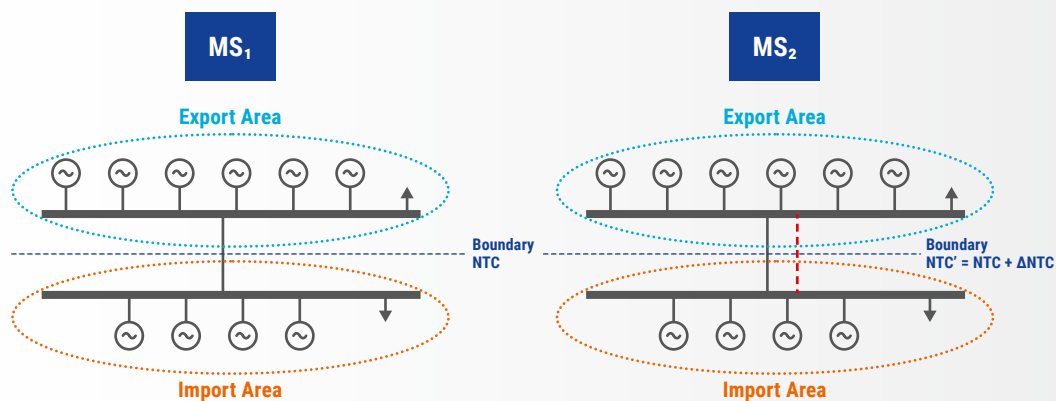 MS₁
MS₂
Export Area
Export Area
Boundary
NTC
Boundary
NTC' = NTC + ΔNTC
Import Area
Import Area